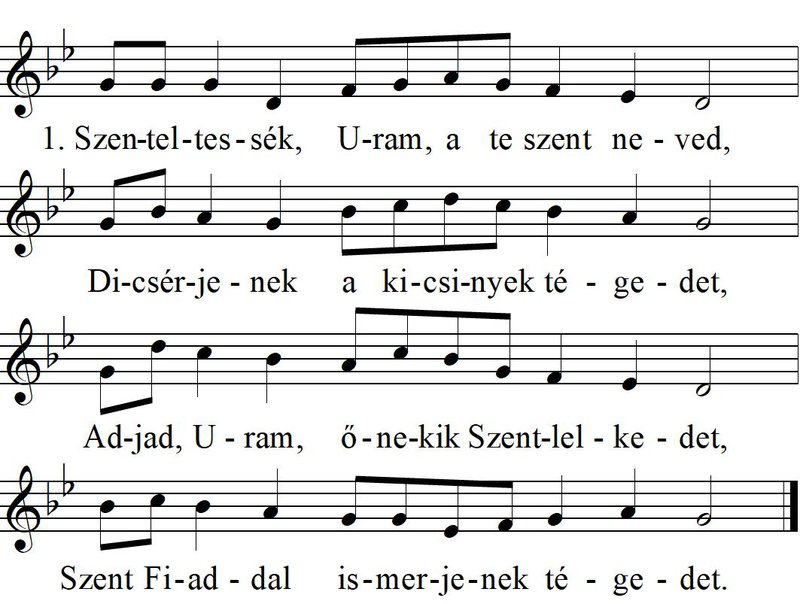 1. Szen-tel-tes-sék, U-ram, a te szent ne-ved,
Di-csér-je-nek a ki-csi-nyek té-ge-det,
Ad-jad, U-ram, ő-ne-kik Szent-lel-ke-det,
Szent Fi-ad-dal is-mer-je-nek té-ge-det.